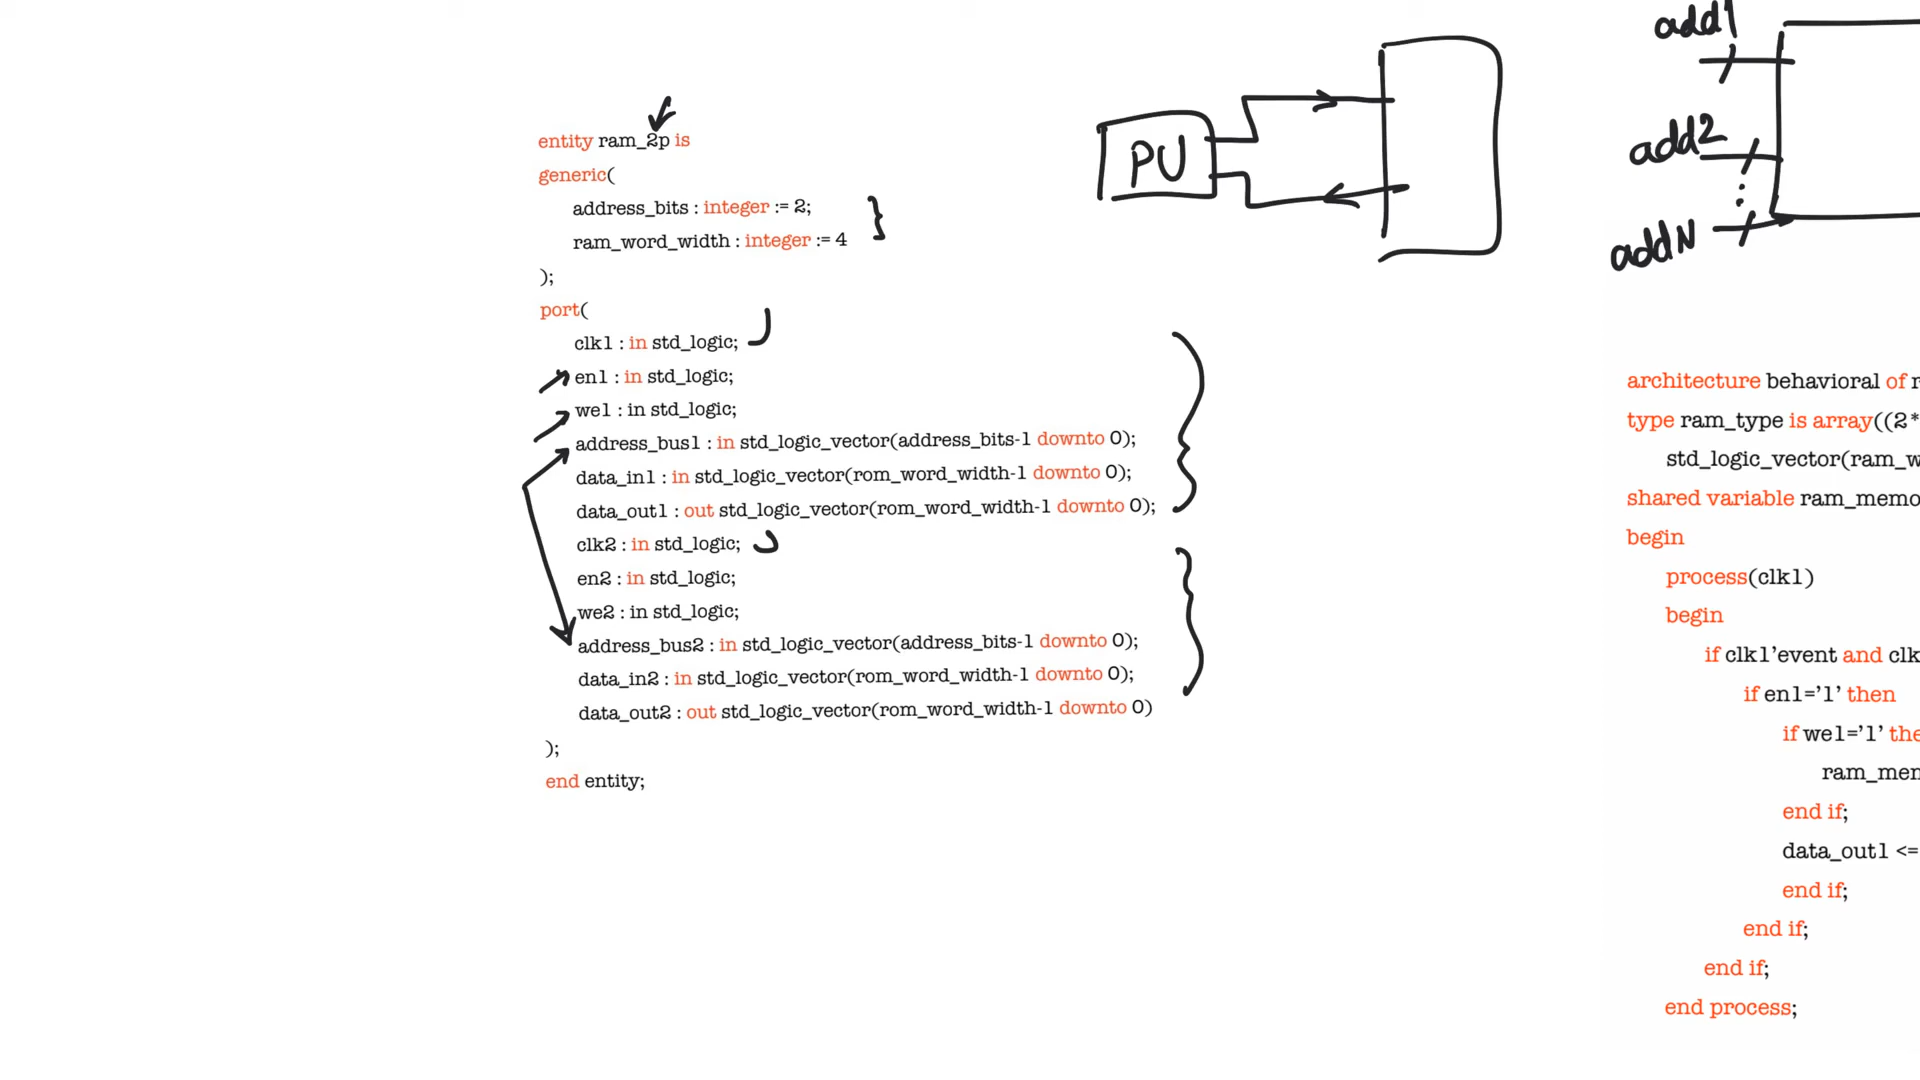 entity ram_2p is
generic(
address_bits : integer := 2;
ram_word_width : integer := 4
);
port(
clk1 : in std_logic;
en1 : in std_logic;
we1 : in std_logic;
address_bus1 : in std_logic_vector(address_bits-1 downto 0);
data_in1 : in std_logic_vector(rom_word_width-1 downto 0);
data_out1 : out std_logic_vector(rom_word_width-1 downto 0);
clk2 : in std_logic;
en2 : in std_logic;
we2 : in std_logic;
address_bus2 : in std_logic_vector(address_bits-1 downto 0);
data_in2 : in std_logic_vector(rom_word_width-1 downto 0);
data_out2 : out std_logic_vector(rom_word_width-1 downto 0)
);
end entity;
PU
add1
add2
addN
architecture behavioral of r
type ram_type is array((2*
std_logic_vector(ram_w
shared variable ram_memo
begin
process(clk1)
begin
if clk1’event and clk
if en1=’1’ then
if we1=’1’ the
ram_mem
end if;
data_out1 <=
end if;
end if;
end if;
end process;